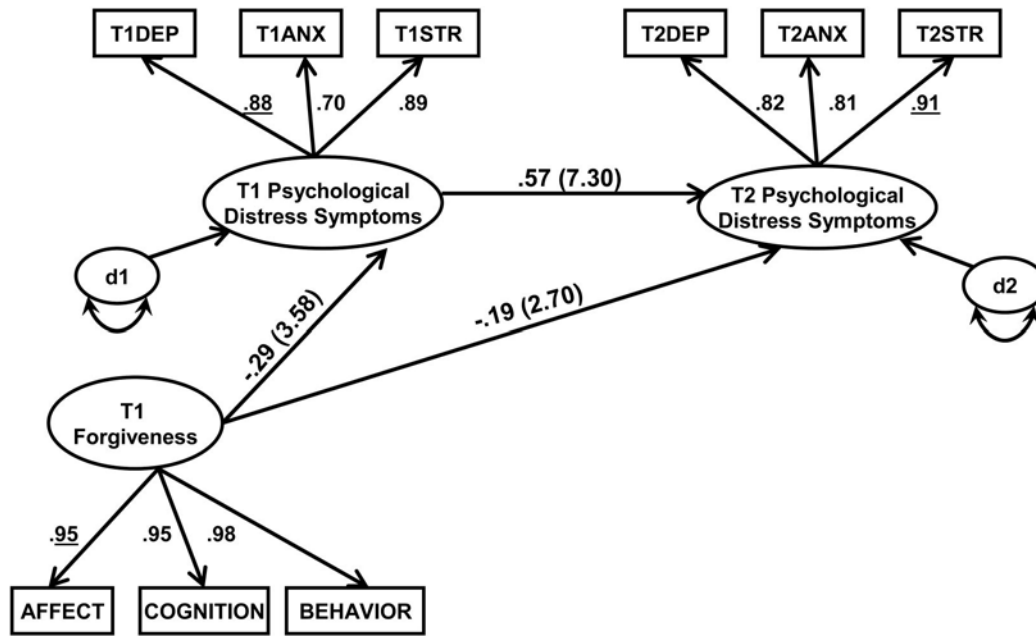 T1DEP T1ANX T1STR T2DEP T2ANX T2STR
.88 .70 .89 .82 .81 .91
T1 Psychological
Distress Symptoms
.57 (7.30)
T2 Psychological
Distress Symptoms
d1
d2
-.29 (3.58)
-.19 (2.70)
T1
Forgiveness
.95 .95 .98
AFFECT COGNITION BEHAVIOR